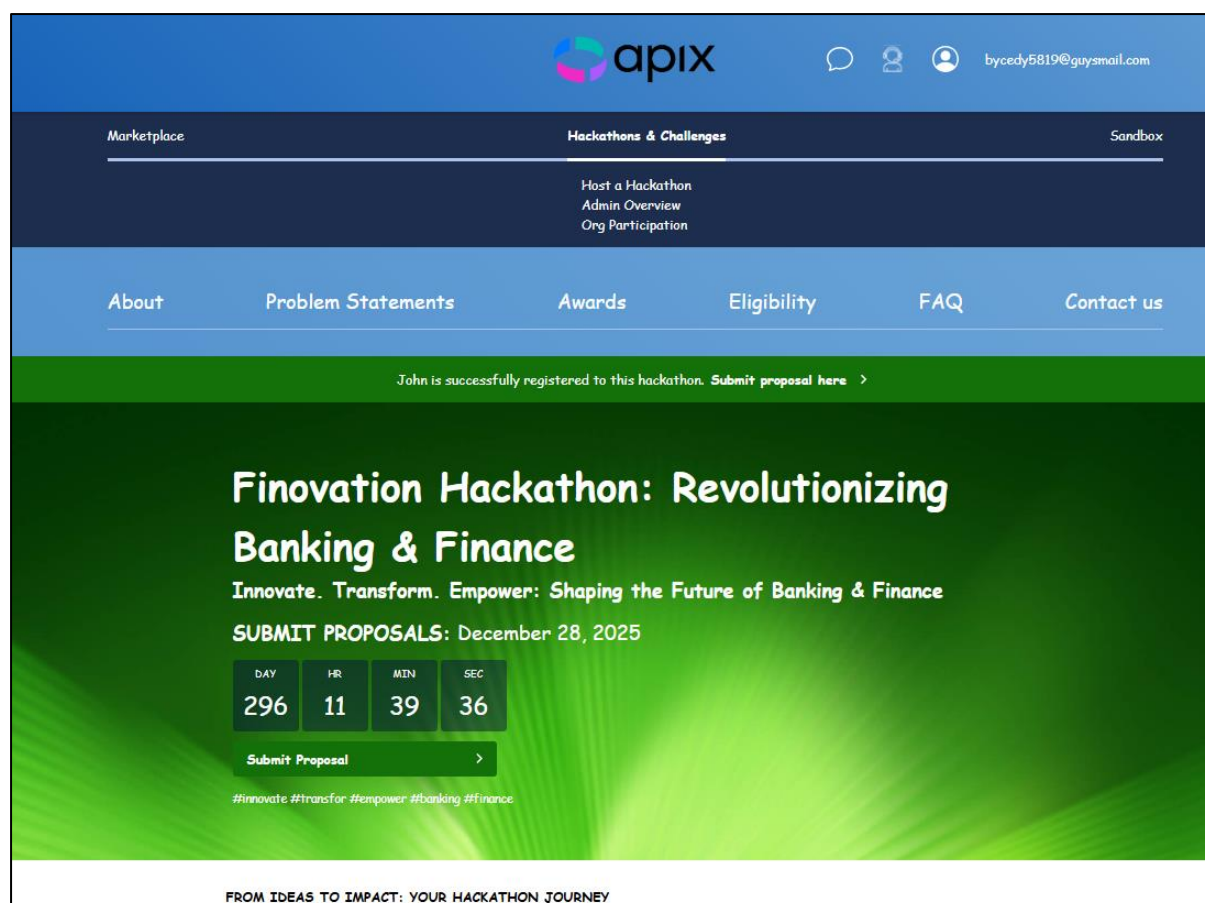 apix
bycedy5819@guysmail.com
Marketplace
Hackathons & Challenges
Sandbox
Host a Hackathon
Admin Overview
Org Participation
About
Problem Statements
Awards
Eligibility
FAQ
Contact us
John is successfully registered to this hackathon. Submit proposal here >
Finovation Hackathon: Revolutionizing
Banking & Finance
Innovate. Transform. Empower: Shaping the Future of Banking & Finance
SUBMIT PROPOSALS: December 28, 2025
DAY HR MIN SEC
296 11 39 36
Submit Proposal >
#innovate #transfor #empower #banking #finance
FROM IDEAS TO IMPACT: YOUR HACKATHON JOURNEY